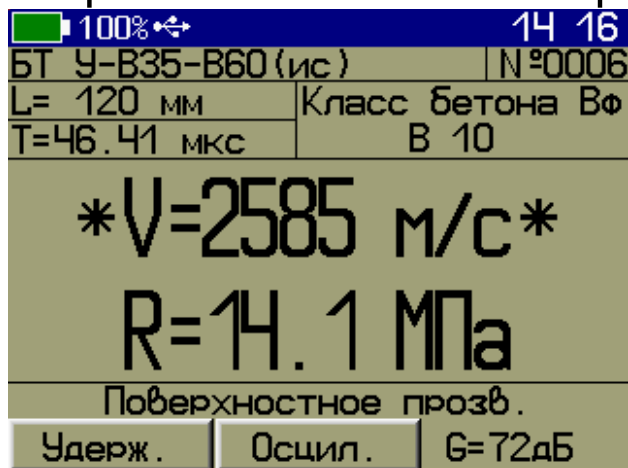 100% 14 16
БТ У-В35-В60(ис) №0006
L= 120 мм Класс бетона Вф
T=46.41 мкс В 10
*V=2585 м/с*
R=14.1 МПа
Поверхностное прозв.
Удерж. Осцил. G=72дБ